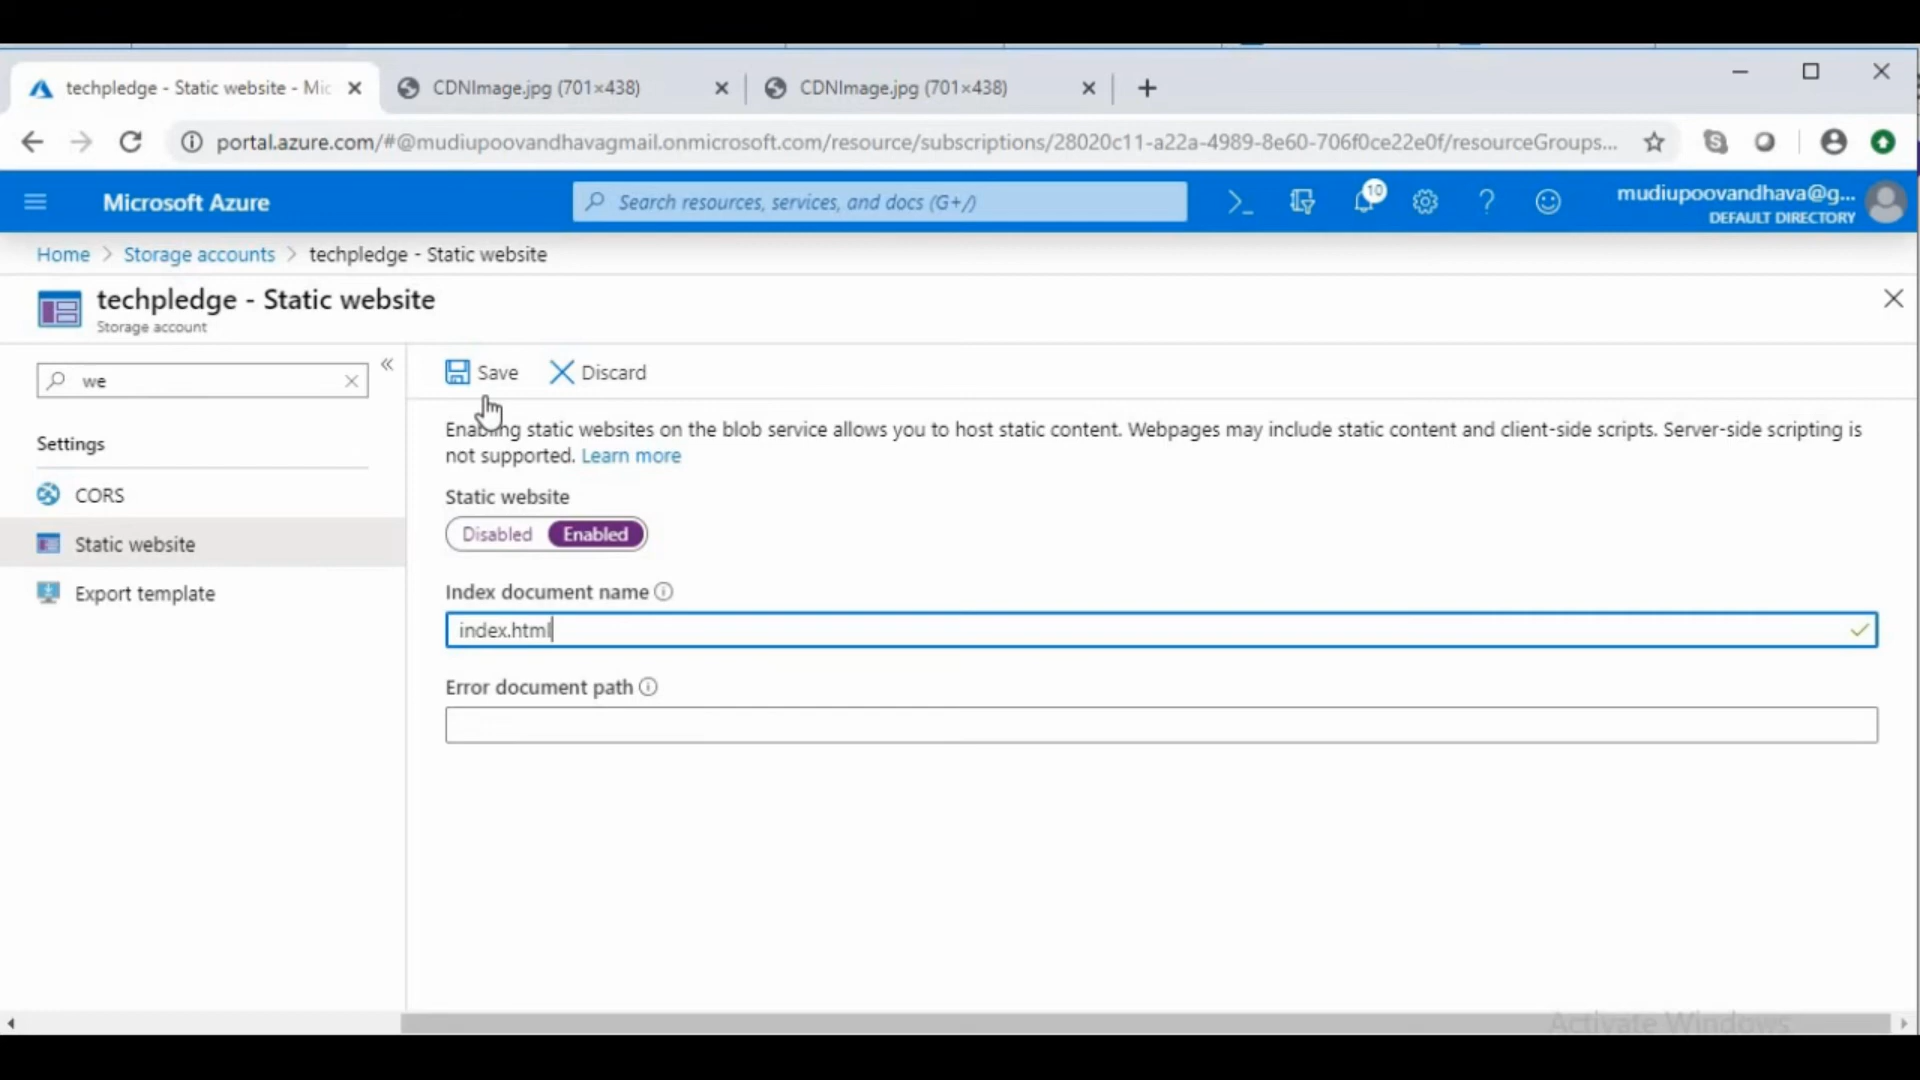 techpledge - Static website - Mic
CDNImage.jpg (701×438)
CDNImage.jpg (701×438)
portal.azure.com/#@mudiupoovandhavagmail.onmicrosoft.com/resource/subscriptions/28020c11-a22a-4989-8e60-706f0ce22e0f/resourceGroups...
Microsoft Azure
Search resources, services, and docs (G+/)
10
mudiupoovandhava@g...
DEFAULT DIRECTORY
Home > Storage accounts > techpledge - Static website
techpledge - Static website
Storage account
we
Save
Discard
Enabling static websites on the blob service allows you to host static content. Webpages may include static content and client-side scripts. Server-side scripting is
not supported. Learn more
Settings
CORS
Static website
Export template
Static website
Disabled Enabled
Index document name
index.html
Error document path
Activate Windows